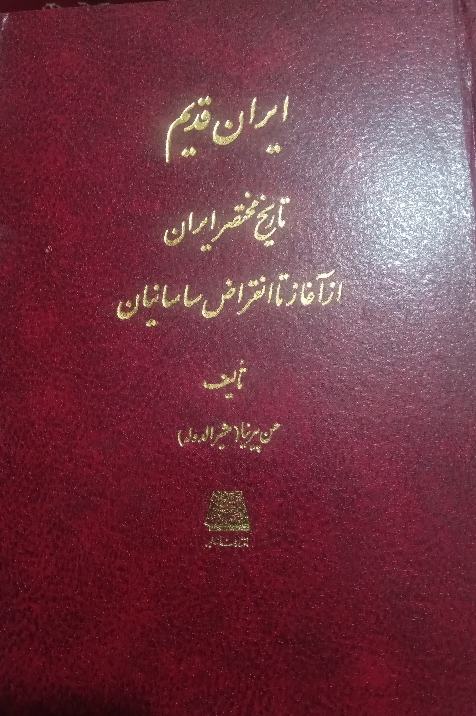 ایران قدیم
تاریخ مختصر ایران
از آغاز تا انقراض ساسانیان
تألیف
حسن پیرنیا (مشیرالدوله)